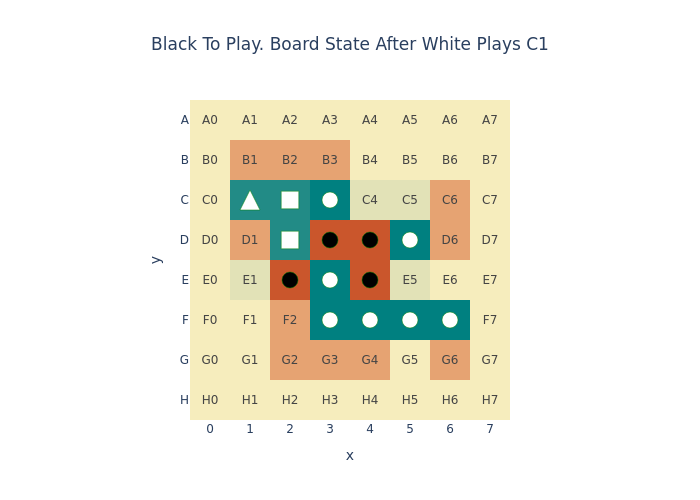 Black To Play. Board State After White Plays C1
A A0 A1 A2 A3 A4 A5 A6 A7
B B0 B1 B2 B3 B4 B5 B6 B7
C C0 C4 C5 C6 C7
D D0 D1 D6 D7
y
E E0 E1 E5 E6 E7
F F0 F1 F2 F7
G G0 G1 G2 G3 G4 G5 G6 G7
H H0 H1 H2 H3 H4 H5 H6 H7
0 1 2 3 4 5 6 7
x